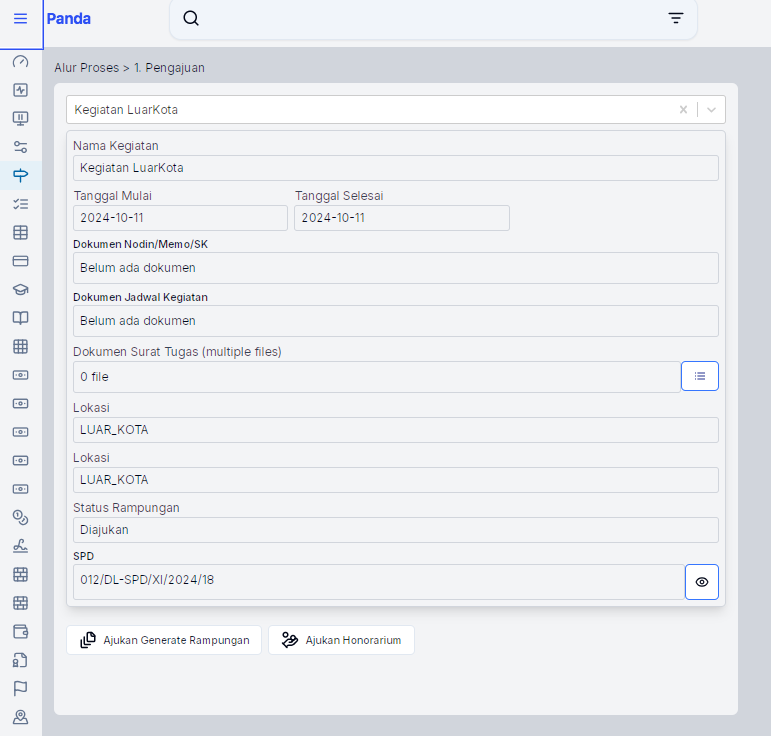 Panda
Alur Proses > 1. Pengajuan
Kegiatan LuarKota
Nama Kegiatan
Kegiatan LuarKota
Tanggal Mulai Tanggal Selesai
2024-10-11 2024-10-11
Dokumen Nodin/Memo/SK
Belum ada dokumen
Dokumen Jadwal Kegiatan
Belum ada dokumen
Dokumen Surat Tugas (multiple files)
0 file
Lokasi
LUAR_KOTA
Lokasi
LUAR_KOTA
Status Rampungan
Diajukan
SPD
012/DL-SPD/XI/2024/18
Ajukan Generate Rampungan Ajukan Honorarium